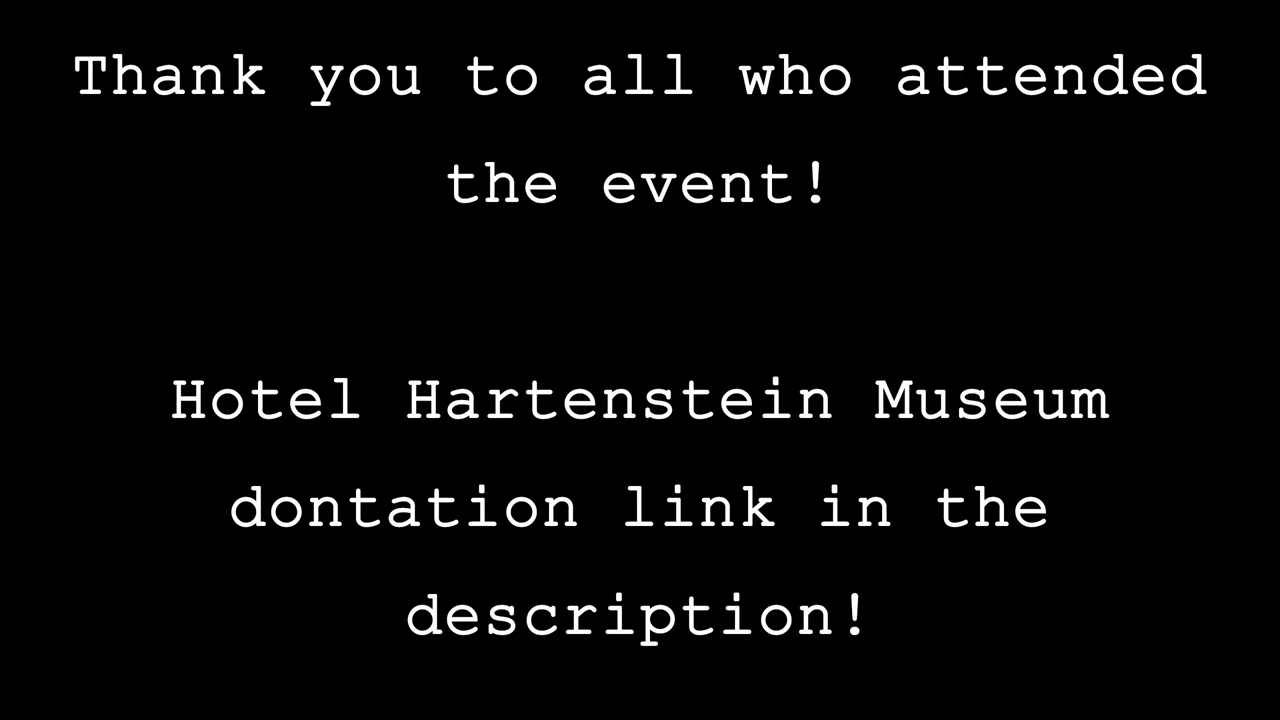 Thank you to all who attended
the event!
Hotel Hartenstein Museum
dontation link in the
description!